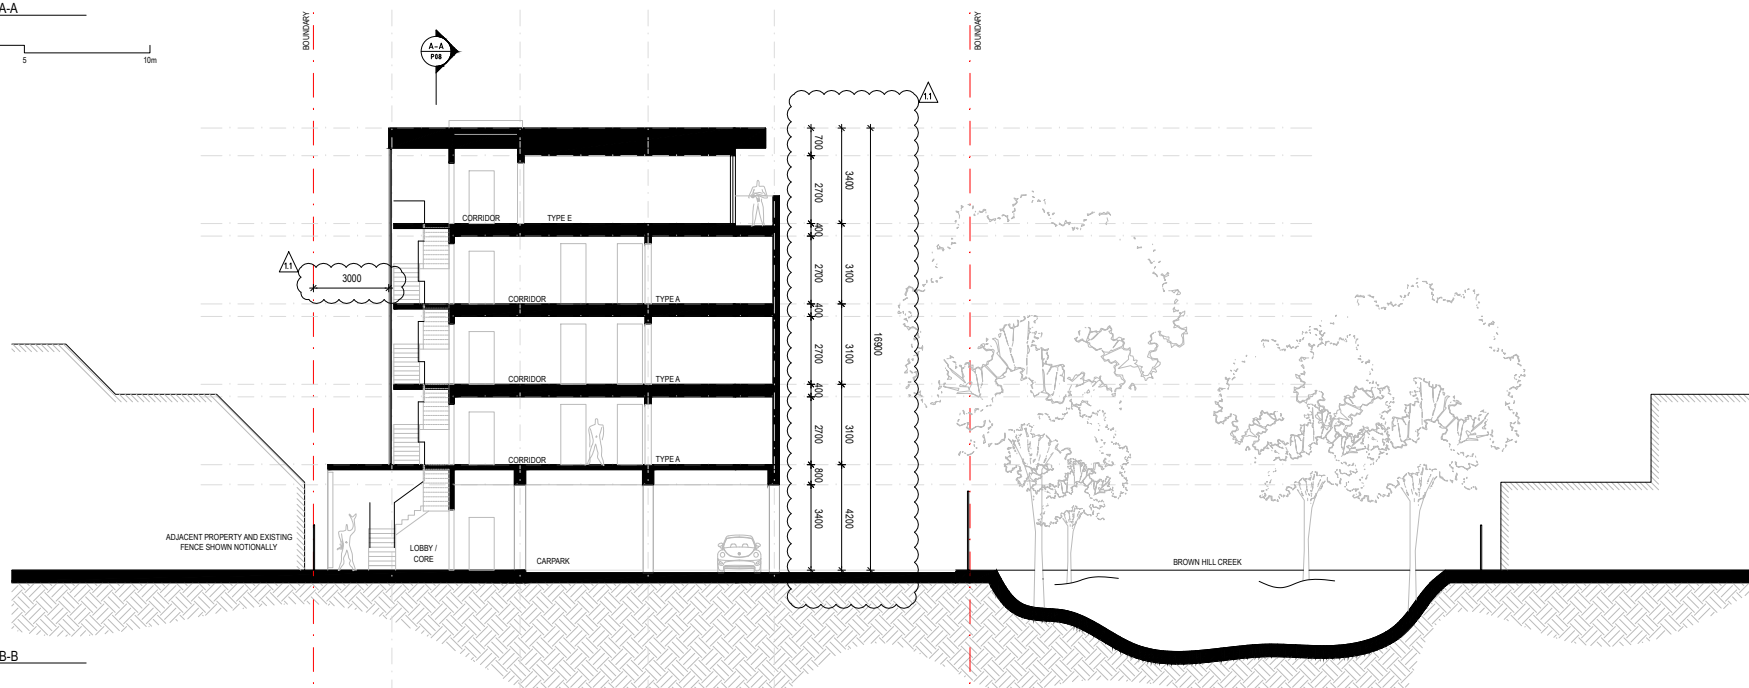 A-A
5 10m
BOUNDARY
A-A
P08
BOUNDARY
1.1
700
2700
3400
CORRIDOR TYPE E
400
1.1
3000
2700
3100
CORRIDOR TYPE A
400
2700
3100
16900
CORRIDOR TYPE A
400
2700
3100
CORRIDOR TYPE A
800
3400
4200
ADJACENT PROPERTY AND EXISTING
FENCE SHOWN NOTIONALLY
LOBBY /
CORE
CARPARK
BROWN HILL CREEK
B-B